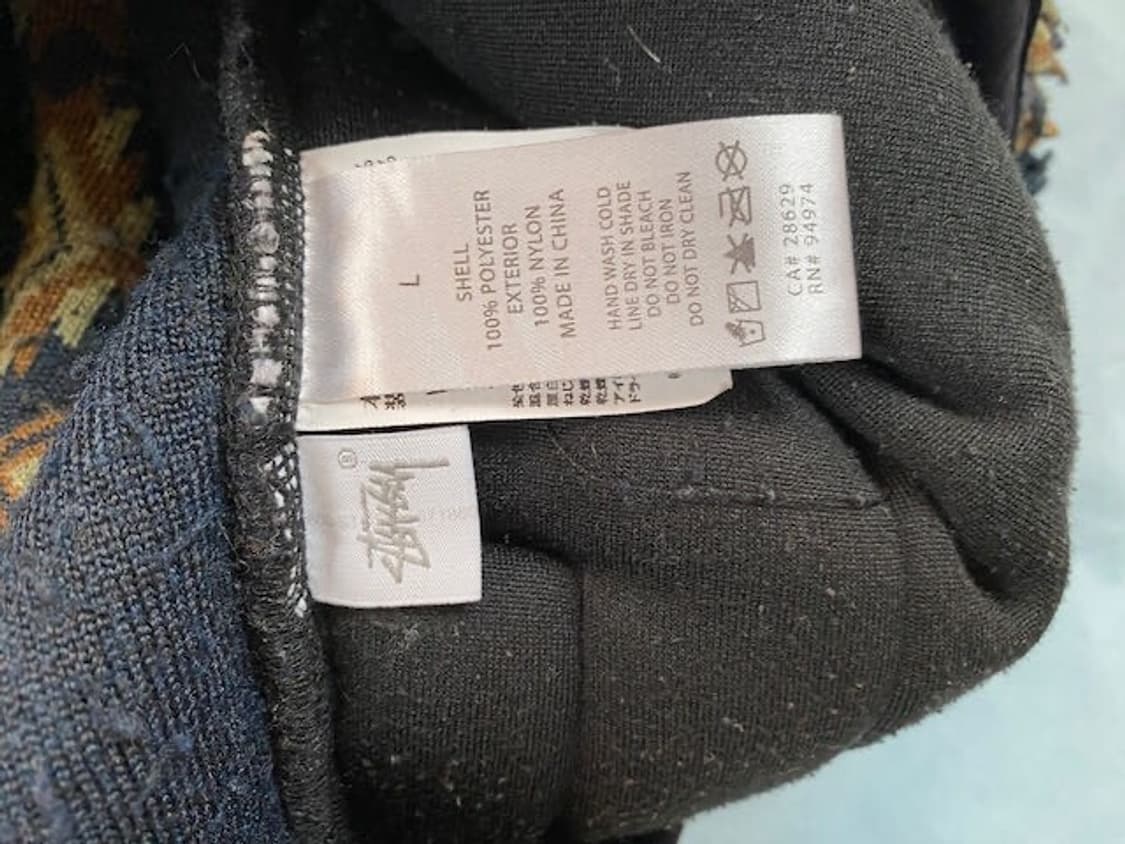 L
SHELL
100% POLYESTER
EXTERIOR
100% NYLON
MADE IN CHINA
HAND WASH COLD
LINE DRY IN SHADE
DO NOT BLEACH
DO NOT IRON
DO NOT DRY CLEAN
CA# 28629
RN# 94974
Stüssy
®